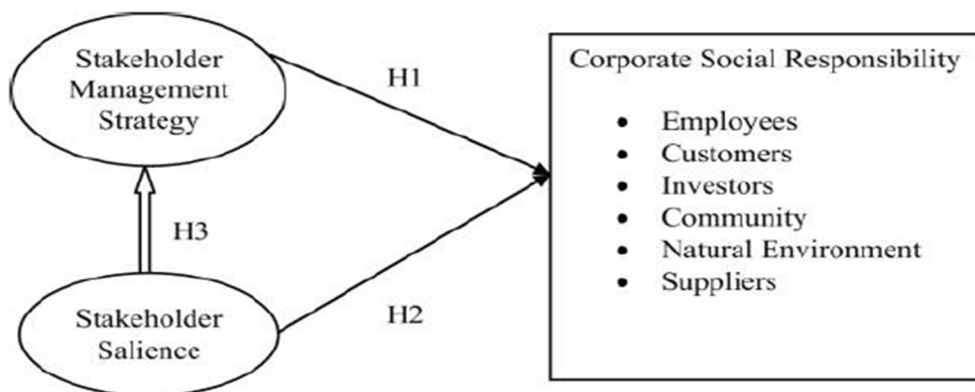 Stakeholder
Management
Strategy
H1
H3
Stakeholder
Salience
H2
Corporate Social Responsibility
• Employees
• Customers
• Investors
• Community
• Natural Environment
• Suppliers